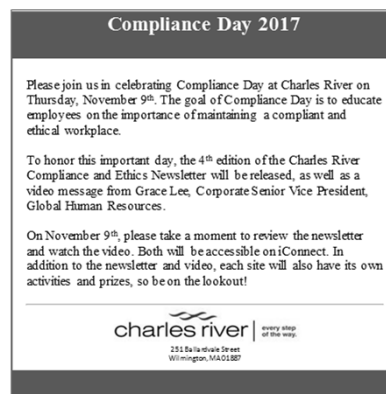 Compliance Day 2017
Please join us in celebrating Compliance Day at Charles River on
Thursday, November 9th. The goal of Compliance Day is to educate
employees on the importance of maintaining a compliant and
ethical workplace.
To honor this important day, the 4th edition of the Charles River
Compliance and Ethics Newsletter will be released, as well as a
video message from Grace Lee, Corporate Senior Vice President,
Global Human Resources.
On November 9th, please take a moment to review the newsletter
and watch the video. Both will be accessible on iConnect. In
addition to the newsletter and video, each site will also have its own
activities and prizes, so be on the lookout!
charles river | every step
of the way.
251 Ballardvale Street
Wilmington, MA 01887